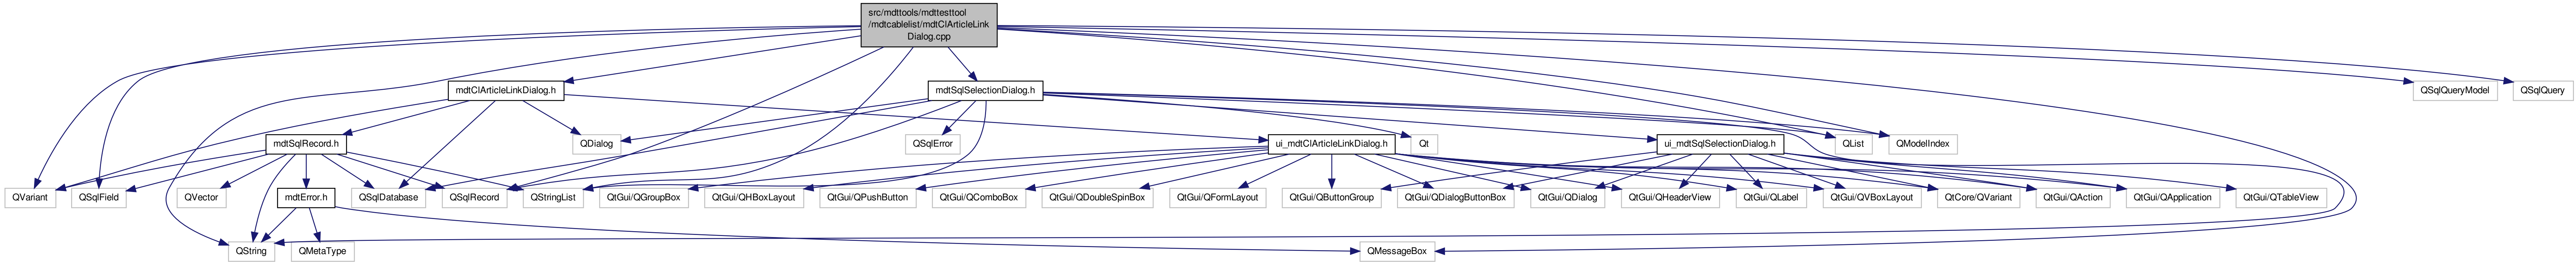 src/mdttools/mdttesttool
/mdtcablelist/mdtClArticleLink
Dialog.cpp
mdtClArticleLinkDialog.h
mdtSqlSelectionDialog.h
QSqlQueryModel
QSqlQuery
mdtSqlRecord.h
QDialog
QSqlError
ui_mdtClArticleLinkDialog.h
Qt
ui_mdtSqlSelectionDialog.h
QList
QModelIndex
QVariant
QSqlField
QVector
mdtError.h
QSqlDatabase
QSqlRecord
QStringList
QtGui/QGroupBox
QtGui/QHBoxLayout
QtGui/QPushButton
QtGui/QComboBox
QtGui/QDoubleSpinBox
QtGui/QFormLayout
QtGui/QButtonGroup
QtGui/QDialogButtonBox
QtGui/QDialog
QtGui/QHeaderView
QtGui/QLabel
QtGui/QVBoxLayout
QtCore/QVariant
QtGui/QAction
QtGui/QApplication
QtGui/QTableView
QString
QMetaType
QMessageBox